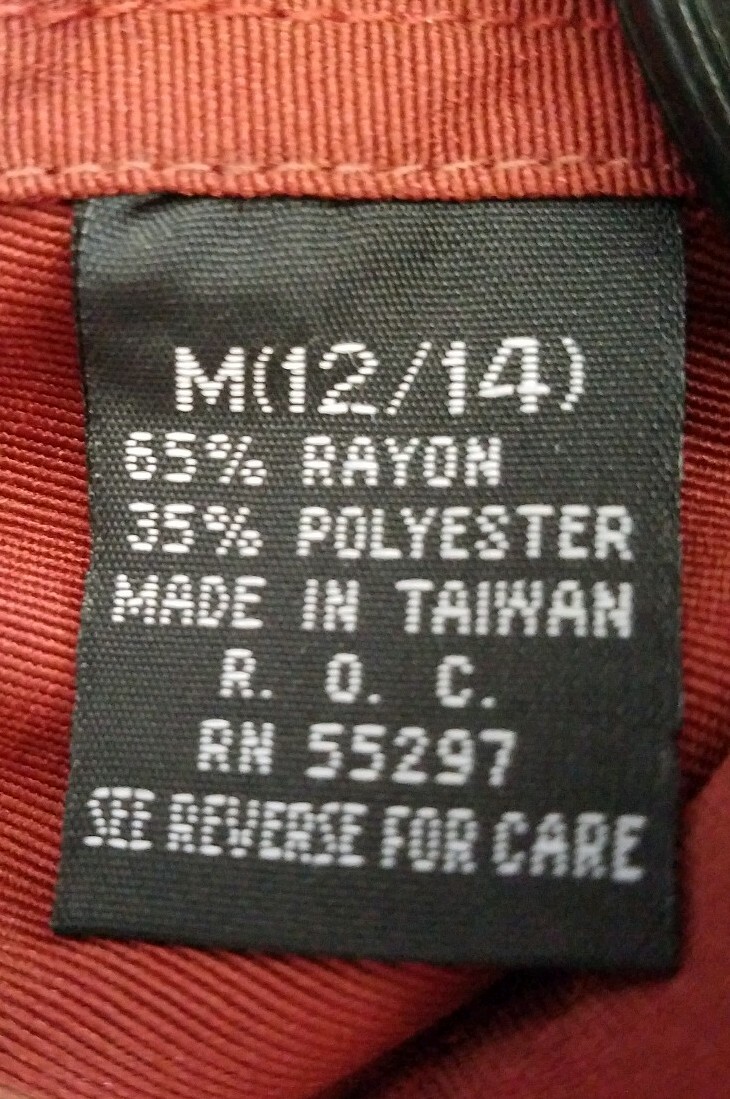 M(12/14)
65% RAYON
35% POLYESTER
MADE IN TAIWAN
R. O. C.
RN 55297
SEE REVERSE FOR CARE